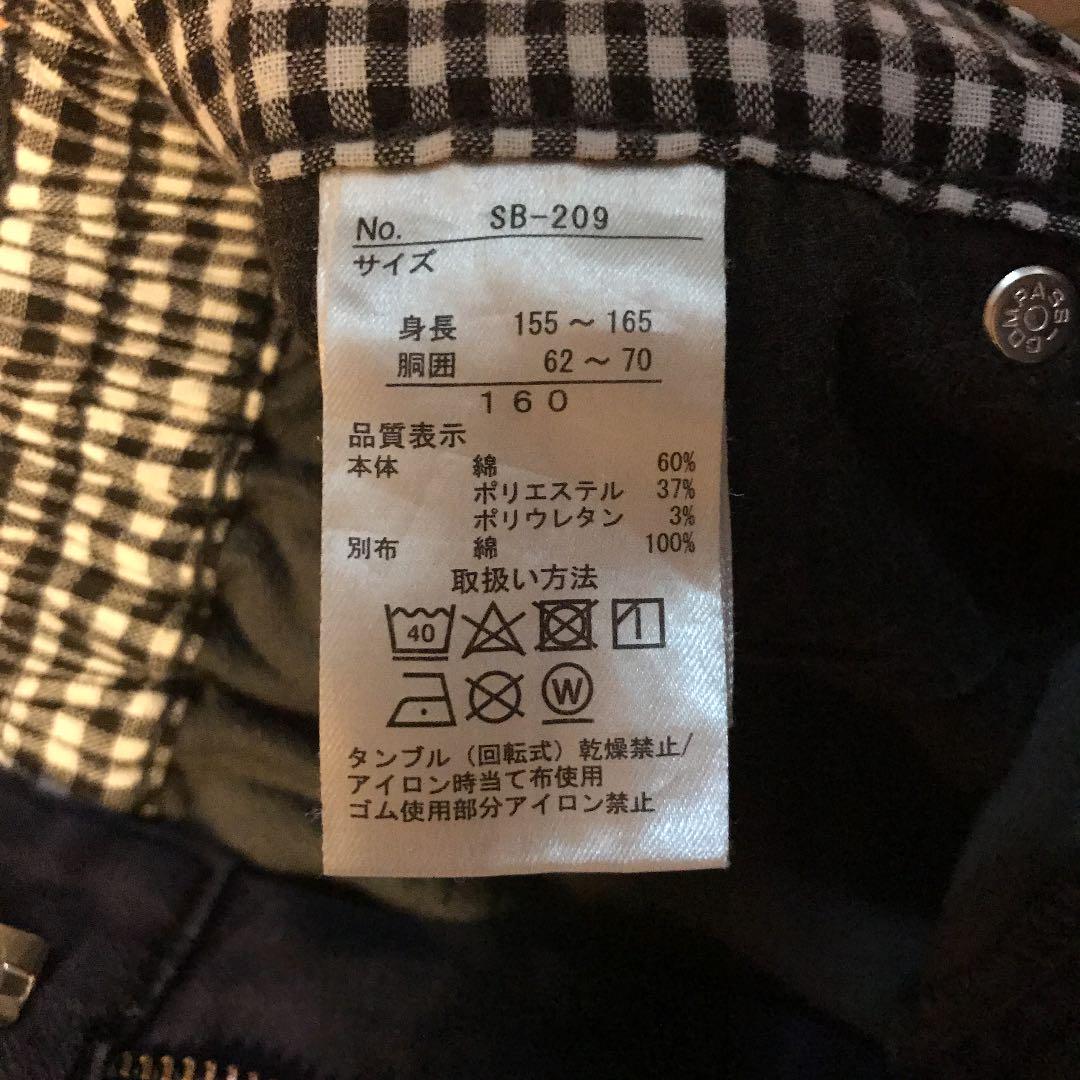 No. SB-209
サイズ
身長 155～165
胴囲 62～70
160
品質表示
本体 綿 60%
ポリエステル 37%
ポリウレタン 3%
別布 綿 100%
取扱い方法
40
W
タンブル（回転式）乾燥禁止/
アイロン時当て布使用
ゴム使用部分アイロン禁止